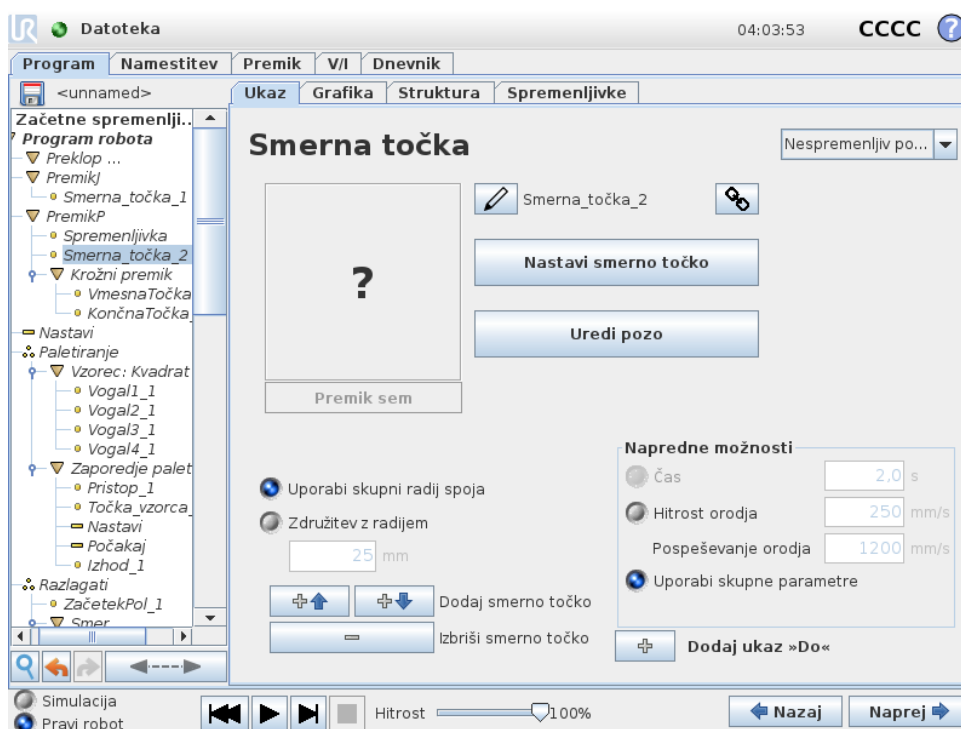 UR Datoteka 04:03:53 CCCC ?
Program Namestitev Premik V/I Dnevnik
<unnamed>
Ukaz Grafika Struktura Spremenljivke
Začetne spremenlji..
Program robota
Preklop ...
PremikJ
Smerna_točka_1
PremikP
Spremenljivka
Smerna_točka_2
Krožni premik
VmesnaTočka
KončnaTočka_
Nastavi
Paletiranje
Vzorec: Kvadrat
Vogal1_1
Vogal2_1
Vogal3_1
Vogal4_1
Zaporedje palet
Pristop_1
Točka_vzorca_
Nastavi
Počakaj
Izhod_1
Razlagati
ZačetekPol_1
Smer
Smerna točka
Nespremenljiv po...
?
Smerna_točka_2
Nastavi smerno točko
Uredi pozo
Premik sem
Uporabi skupni radij spoja
Združitev z radijem
25 mm
Dodaj smerno točko
Izbriši smerno točko
Napredne možnosti
Čas 2,0 s
Hitrost orodja 250 mm/s
Pospeševanje orodja 1200 mm/s
Uporabi skupne parametre
Dodaj ukaz »Do«
Simulacija
Pravi robot
Hitrost 100%
Nazaj Naprej